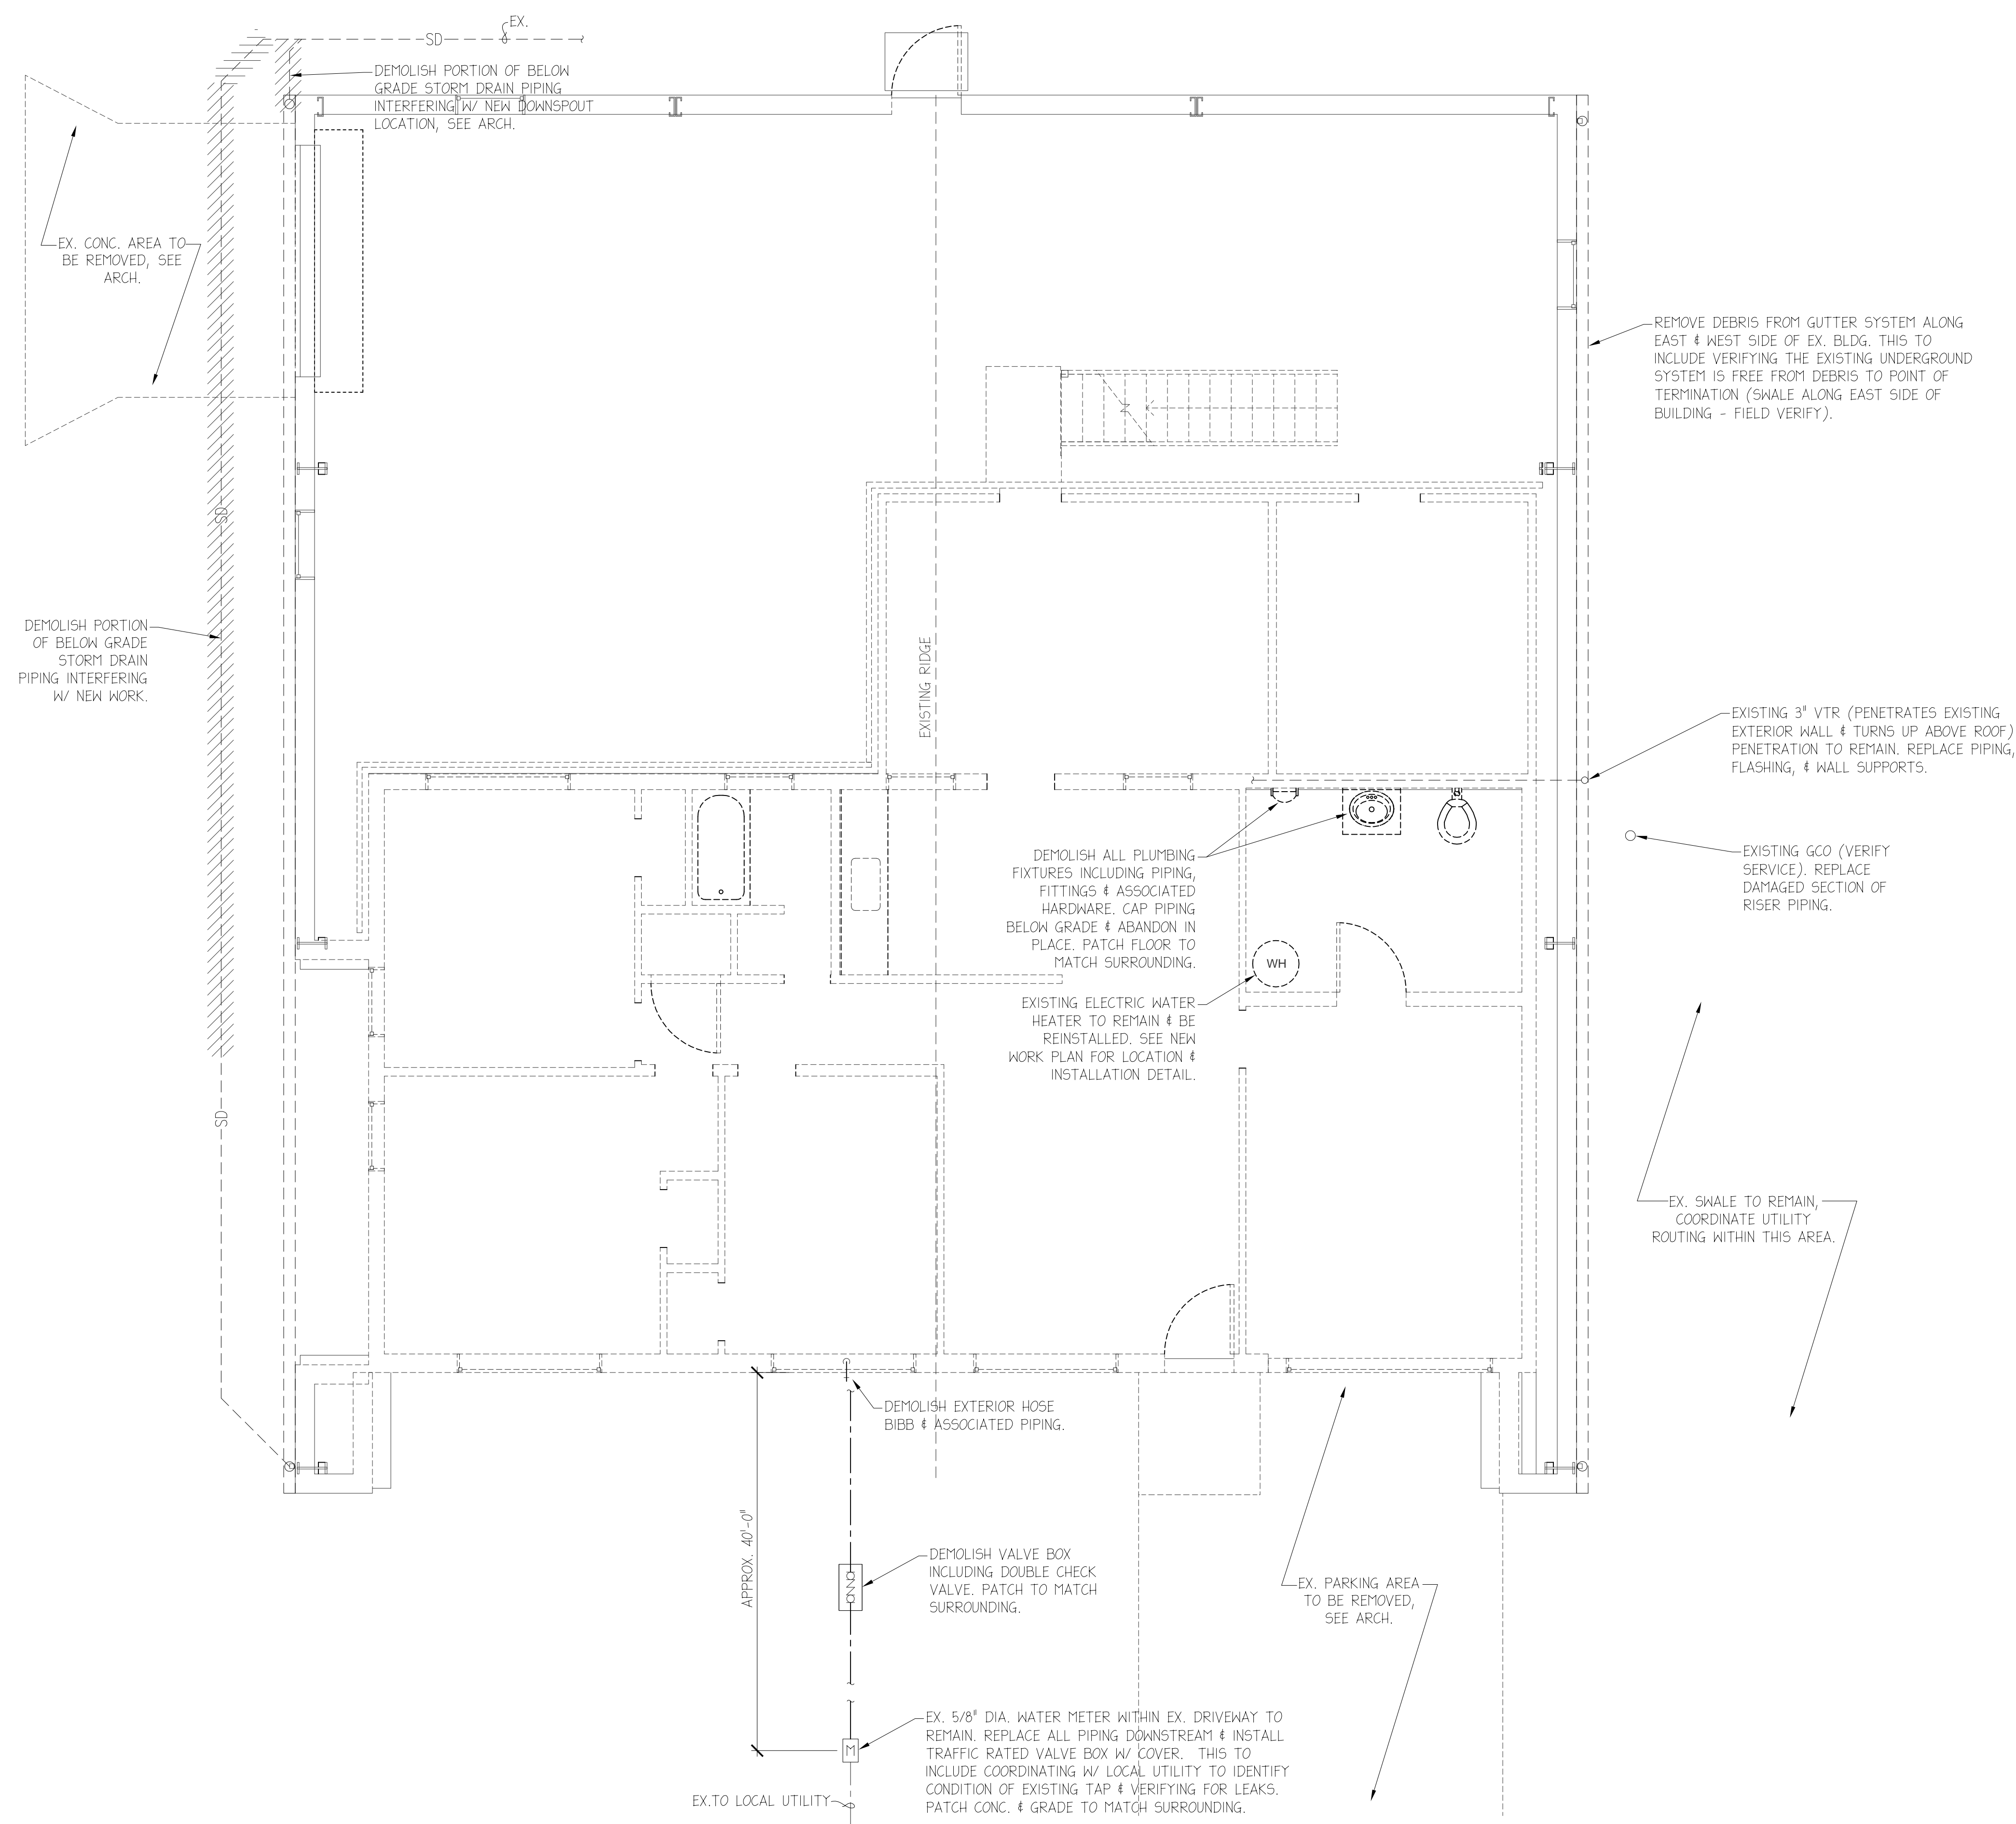 EX.
SD
DEMOLISH PORTION OF BELOW
GRADE STORM DRAIN PIPING
INTERFERING W/ NEW DOWNSPOUT
LOCATION, SEE ARCH.
EX. CONC. AREA TO
BE REMOVED, SEE
ARCH.
REMOVE DEBRIS FROM GUTTER SYSTEM ALONG
EAST & WEST SIDE OF EX. BLDG. THIS TO
INCLUDE VERIFYING THE EXISTING UNDERGROUND
SYSTEM IS FREE FROM DEBRIS TO POINT OF
TERMINATION (SWALE ALONG EAST SIDE OF
BUILDING - FIELD VERIFY).
SD
DEMOLISH PORTION
OF BELOW GRADE
STORM DRAIN
PIPING INTERFERING
W/ NEW WORK.
EXISTING RIDGE
EXISTING 3" VTR (PENETRATES EXISTING
EXTERIOR WALL & TURNS UP ABOVE ROOF)
PENETRATION TO REMAIN. REPLACE PIPING,
FLASHING, & WALL SUPPORTS.
DEMOLISH ALL PLUMBING
FIXTURES INCLUDING PIPING,
FITTINGS & ASSOCIATED
HARDWARE. CAP PIPING
BELOW GRADE & ABANDON IN
PLACE. PATCH FLOOR TO
MATCH SURROUNDING.
EXISTING GCO (VERIFY
SERVICE). REPLACE
DAMAGED SECTION OF
RISER PIPING.
WH
EXISTING ELECTRIC WATER
HEATER TO REMAIN & BE
REINSTALLED. SEE NEW
WORK PLAN FOR LOCATION &
INSTALLATION DETAIL.
SD
EX. SWALE TO REMAIN,
COORDINATE UTILITY
ROUTING WITHIN THIS AREA.
DEMOLISH EXTERIOR HOSE
BIBB & ASSOCIATED PIPING.
APPROX. 40'-0"
DEMOLISH VALVE BOX
INCLUDING DOUBLE CHECK
VALVE. PATCH TO MATCH
SURROUNDING.
EX. PARKING AREA
TO BE REMOVED,
SEE ARCH.
M
EX. 5/8" DIA. WATER METER WITHIN EX. DRIVEWAY TO
REMAIN. REPLACE ALL PIPING DOWNSTREAM & INSTALL
TRAFFIC RATED VALVE BOX W/ COVER. THIS TO
INCLUDE COORDINATING W/ LOCAL UTILITY TO IDENTIFY
CONDITION OF EXISTING TAP & VERIFYING FOR LEAKS.
PATCH CONC. & GRADE TO MATCH SURROUNDING.
EX.TO LOCAL UTILITY